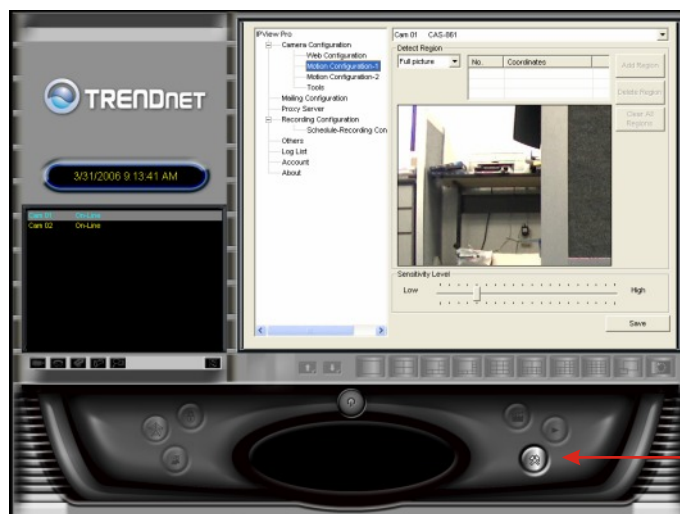 TRENDNET
3/31/2006 9:13:41 AM
Cam 01 On-Line
Cam 02 On-Line
IPView Pro
Camera Configuration
Web Configuration
Motion Configuration-1
Motion Configuration-2
Tools
Mailing Configuration
Proxy Server
Recording Configuration
Schedule-Recording Con
Others
Log List
Account
About
Cam 01 CAS-861
Detect Region
Full picture
No. Coordinates
Add Region
Delete Region
Clear All
Regions
Sensitivity Level
Low High
Save